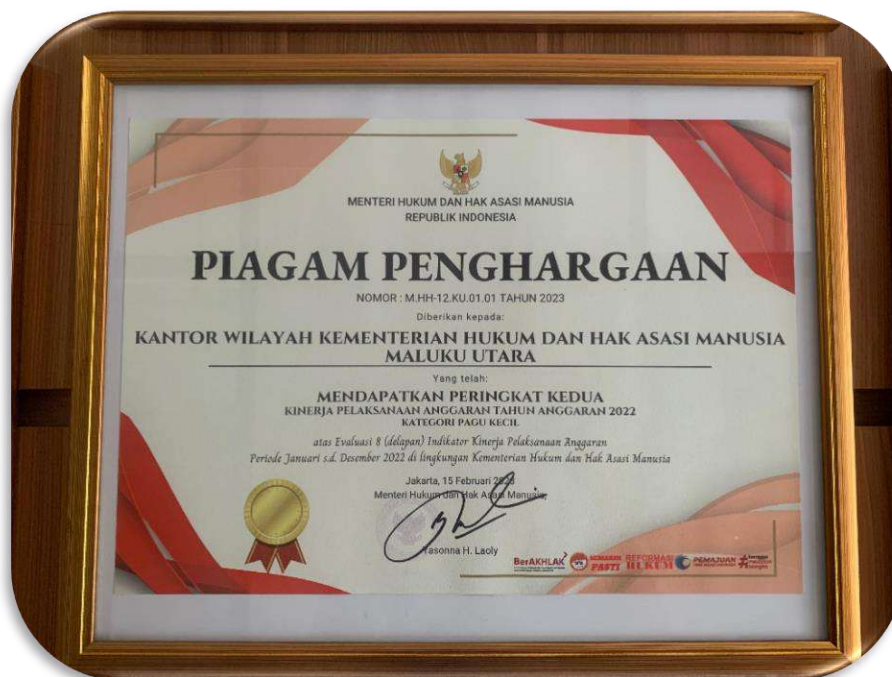 MENTERI HUKUM DAN HAK ASASI MANUSIA
REPUBLIK INDONESIA
PIAGAM PENGHARGAAN
NOMOR : M.HH-12.KU.01.01 TAHUN 2023
Diberikan kepada:
KANTOR WILAYAH KEMENTERIAN HUKUM DAN HAK ASASI MANUSIA
MALUKU UTARA
Yang telah:
MENDAPATKAN PERINGKAT KEDUA
KINERJA PELAKSANAAN ANGGARAN TAHUN ANGGARAN 2022
KATEGORI PAGU KECIL
atas Evaluasi 8 (delapan) Indikator Kinerja Pelaksanaan Anggaran
Periode Januari s.d. Desember 2022 di lingkungan Kementerian Hukum dan Hak Asasi Manusia
Jakarta, 15 Februari 2023
Menteri Hukum dan Hak Asasi Manusia,
Yasonna H. Laoly
BerAKHLAK
SEMAKIN PASTI
REFORMASI HUKUM
PEMAJUAN